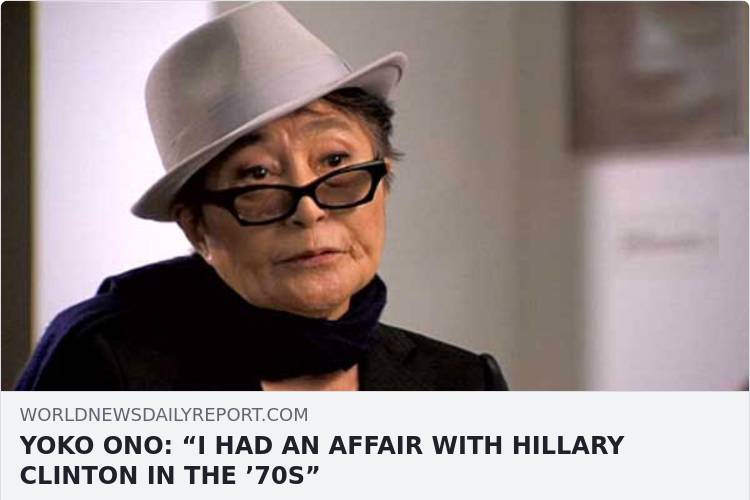 WORLDNEWSDAILYREPORT.COM
YOKO ONO: “I HAD AN AFFAIR WITH HILLARY
CLINTON IN THE ’70S”